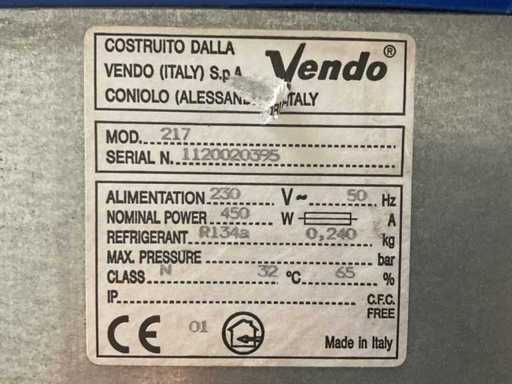 COSTRUITO DALLA
VENDO (ITALY) S.p.A.
Vendo®
CONIOLO ITALY
MOD. 217
SERIAL N. 1120020395
ALIMENTATION 230 V~ 50 Hz
NOMINAL POWER 450 W A
REFRIGERANT R134a 0,240 kg
MAX. PRESSURE bar
CLASS N 32 °C 65 %
IP C.F.C.
FREE
CE 01
Made in Italy